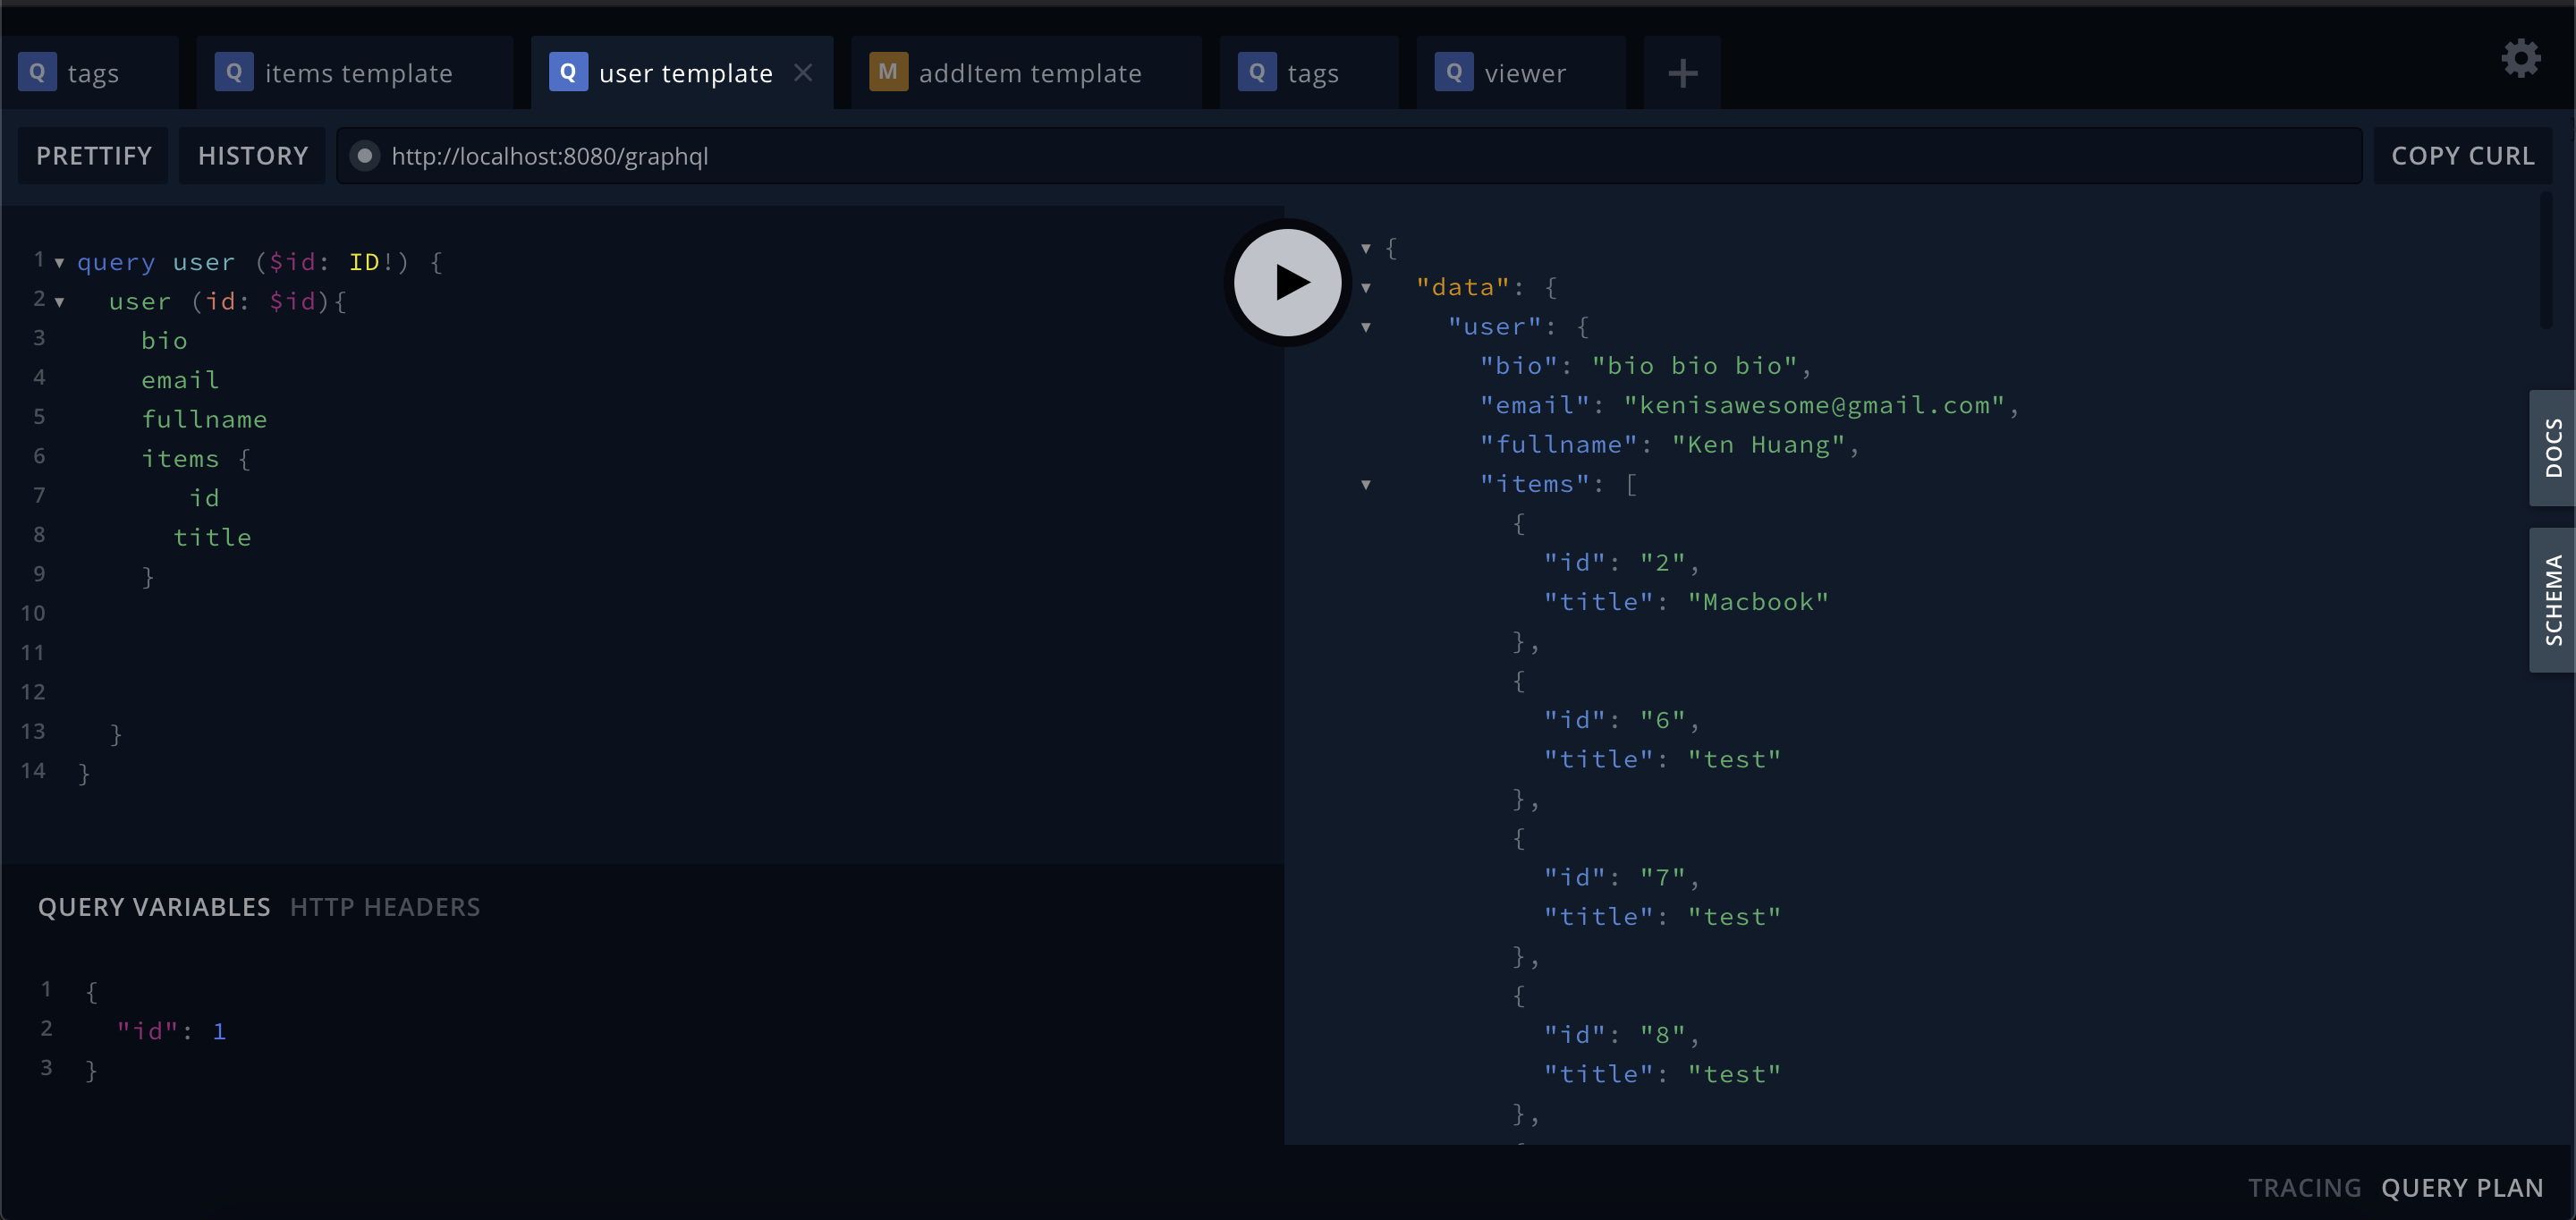 Q tags Q items template Q user template × M addItem template Q tags Q viewer +
PRETTIFY HISTORY http://localhost:8080/graphql COPY CURL
1 query user ($id: ID!) {
2 user (id: $id){
3 bio
4 email
5 fullname
6 items {
7 id
8 title
9 }
10
11
12
13 }
14 }
QUERY VARIABLES HTTP HEADERS
1 {
2 "id": 1
3 }
{
"data": {
"user": {
"bio": "bio bio bio",
"email": "kenisawesome@gmail.com",
"fullname": "Ken Huang",
"items": [
{
"id": "2",
"title": "Macbook"
},
{
"id": "6",
"title": "test"
},
{
"id": "7",
"title": "test"
},
{
"id": "8",
"title": "test"
},
DOCS
SCHEMA
TRACING QUERY PLAN